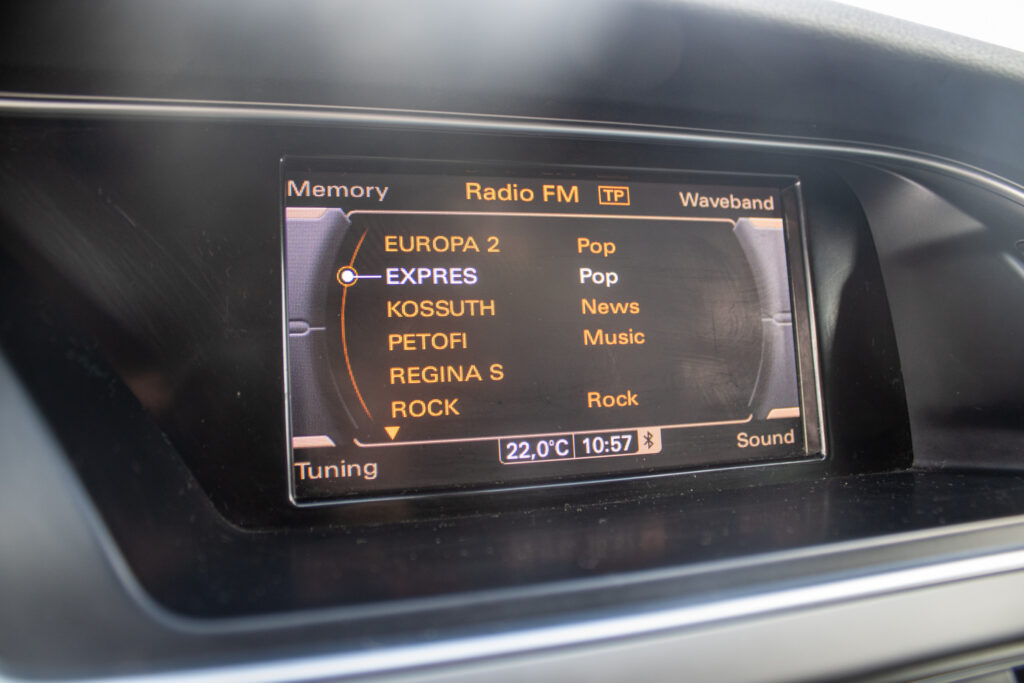 Memory Radio FM TP Waveband
EUROPA 2 Pop
EXPRES Pop
KOSSUTH News
PETOFI Music
REGINA S
ROCK Rock
22,0°C 10:57
Tuning Sound